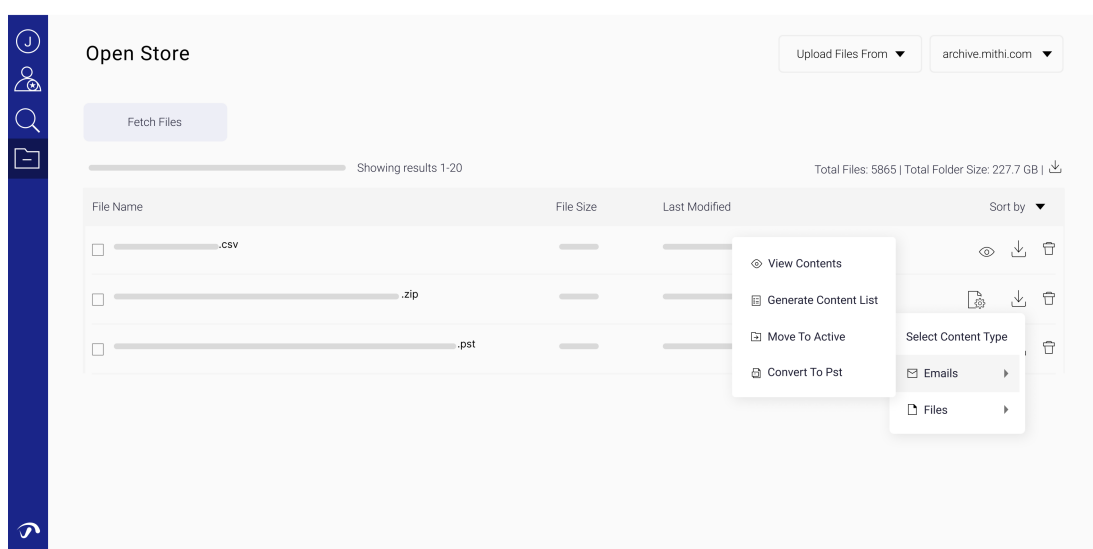 J
Open Store
Upload Files From
archive.mithi.com
Fetch Files
Showing results 1-20
Total Files: 5865 | Total Folder Size: 227.7 GB |
File Name
File Size
Last Modified
Sort by
.csv
.zip
.pst
View Contents
Generate Content List
Move To Active
Convert To Pst
Select Content Type
Emails
Files